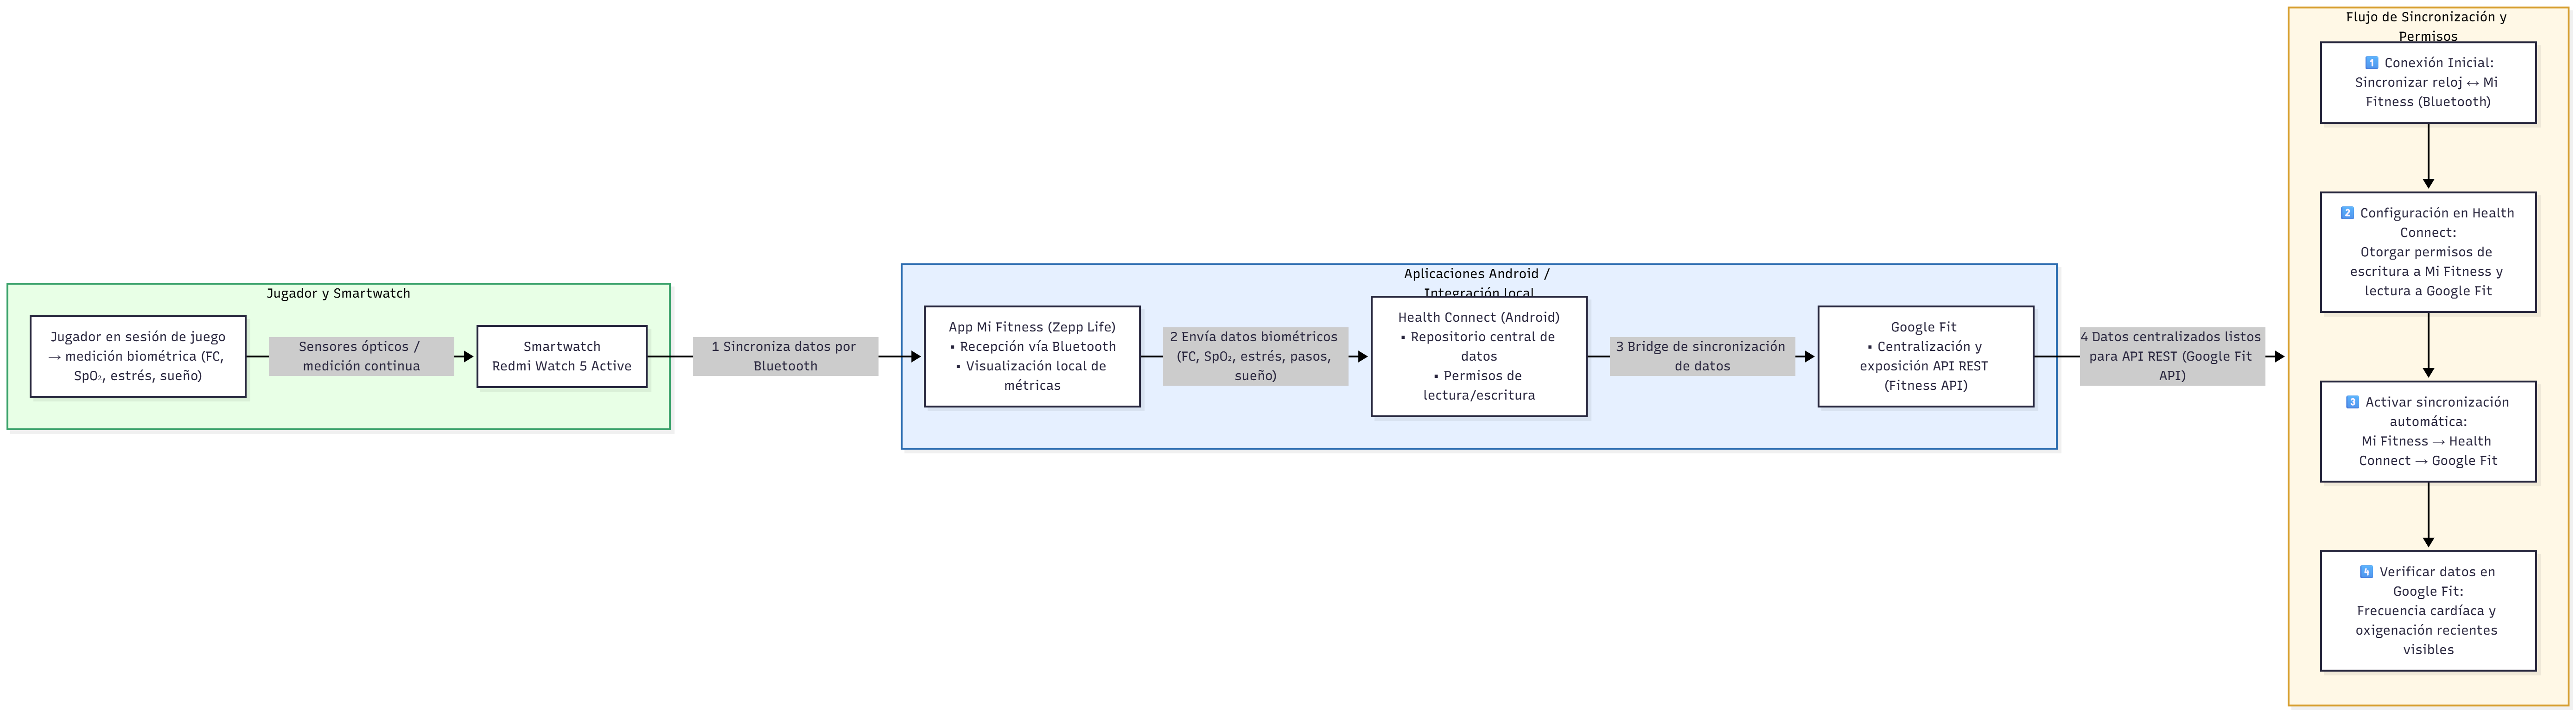 Jugador y Smartwatch
Jugador en sesión de juego
→ medición biométrica (FC,
SpO₂, estrés, sueño)
Sensores ópticos /
medición continua
Smartwatch
Redmi Watch 5 Active
1 Sincroniza datos por
Bluetooth
Aplicaciones Android /
Integración local
App Mi Fitness (Zepp Life)
▪ Recepción vía Bluetooth
▪ Visualización local de
métricas
2 Envía datos biométricos
(FC, SpO₂, estrés, pasos,
sueño)
Health Connect (Android)
▪ Repositorio central de
datos
▪ Permisos de
lectura/escritura
3 Bridge de sincronización
de datos
Google Fit
▪ Centralización y
exposición API REST
(Fitness API)
4 Datos centralizados listos
para API REST (Google Fit
API)
Flujo de Sincronización y
Permisos
1️⃣ Conexión Inicial:
Sincronizar reloj ↔ Mi
Fitness (Bluetooth)
2️⃣ Configuración en Health
Connect:
Otorgar permisos de
escritura a Mi Fitness y
lectura a Google Fit
3️⃣ Activar sincronización
automática:
Mi Fitness → Health
Connect → Google Fit
4️⃣ Verificar datos en
Google Fit:
Frecuencia cardíaca y
oxigenación recientes
visibles